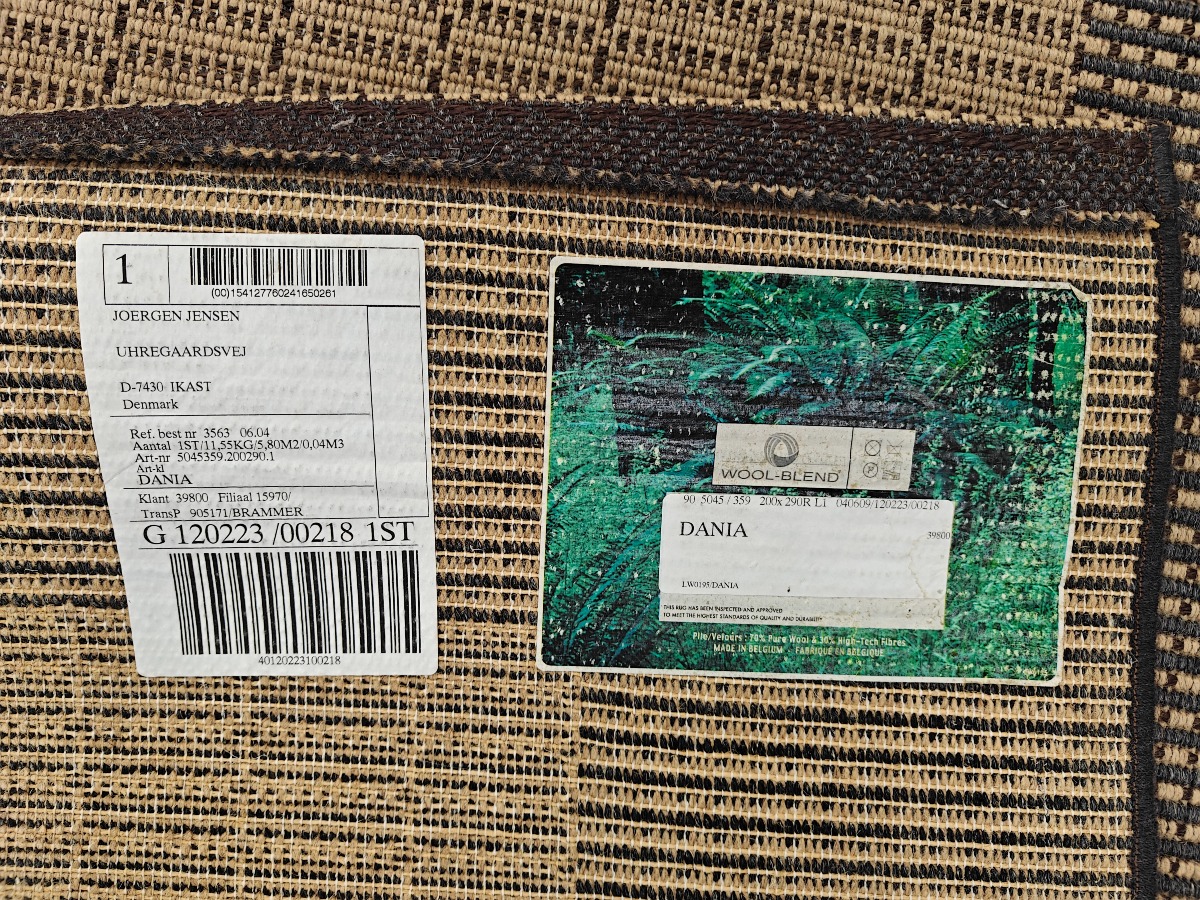 1
(00)154127760241650261
JOERGEN JENSEN
UHREGAARDSVEJ
D-7430 IKAST
Denmark
Ref. best nr 3563 06.04
Aantal 1ST/11,55KG/5,80M2/0,04M3
Art-nr 5045359.200290.1
Art-kl
DANIA
Klant 39800 Filiaal 15970/
TransP 905171/BRAMMER
G 120223 /00218 1ST
40120223100218
WOOL-BLEND
90 5045 / 359 200x 290R L1 040609/120223/00218
DANIA
39800
LW0195/DANIA
THIS RUG HAS BEEN INSPECTED AND APPROVED
TO MEET THE HIGHEST STANDARDS OF QUALITY AND DURABILITY
Pile/Velours : 70% Pure Wool & 30% High-Tech Fibres
MADE IN BELGIUM FABRIQUÉ EN BELGIQUE